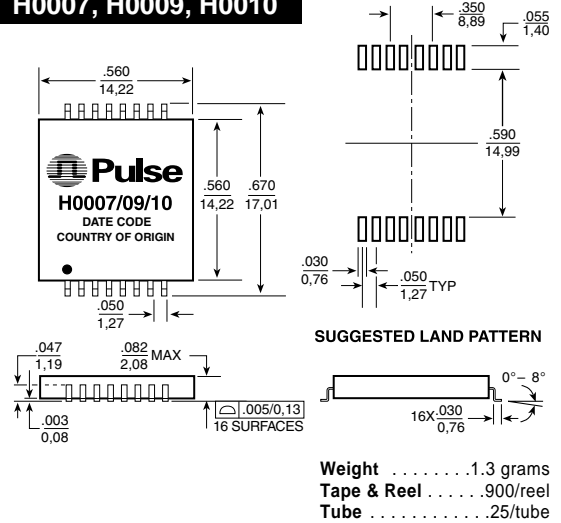 H0007, H0009, H0010
.350
8,89
.055
1,40
.560
14,22
.590
14,99
Pulse
H0007/09/10
DATE CODE
COUNTRY OF ORIGIN
.560
14,22
.670
17,01
.030
0,76
.050
1,27 TYP
.050
1,27
SUGGESTED LAND PATTERN
.047
1,19
.082
2,08 MAX
.003
0,08
.005/0,13
16 SURFACES
0°– 8°
16X .030
0,76
Weight . . . . . . . .1.3 grams
Tape & Reel . . . . . .900/reel
Tube . . . . . . . . . . . .25/tube